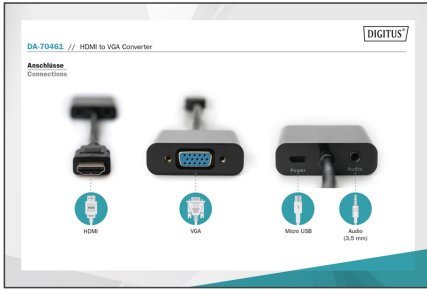 DIGITUS®
DA-70461 // HDMI to VGA Converter
Anschlüsse
Connections
Power
Audio
HDMI
VGA
Micro USB
Audio
(3,5 mm)